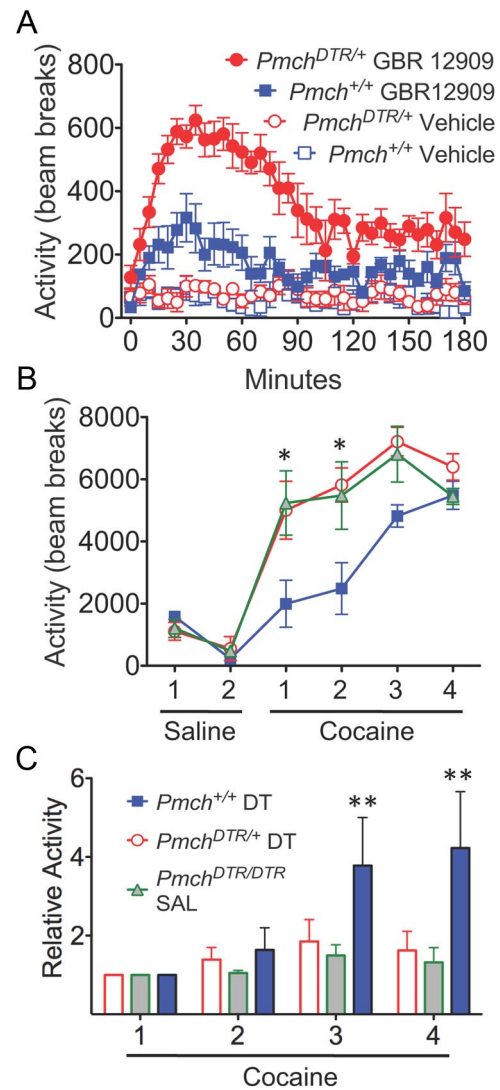 A
Pmch^DTR/+ GBR 12909
Pmch^+/+ GBR12909
Pmch^DTR/+ Vehicle
Pmch^+/+ Vehicle
Activity (beam breaks)
800
600
400
200
0
0 30 60 90 120 150 180
Minutes
B
Activity (beam breaks)
8000
6000
4000
2000
0
* *
1 2 1 2 3 4
Saline Cocaine
C
Relative Activity
6
4
2
Pmch^+/+ DT
Pmch^DTR/+ DT
Pmch^DTR/DTR
SAL
** **
1 2 3 4
Cocaine